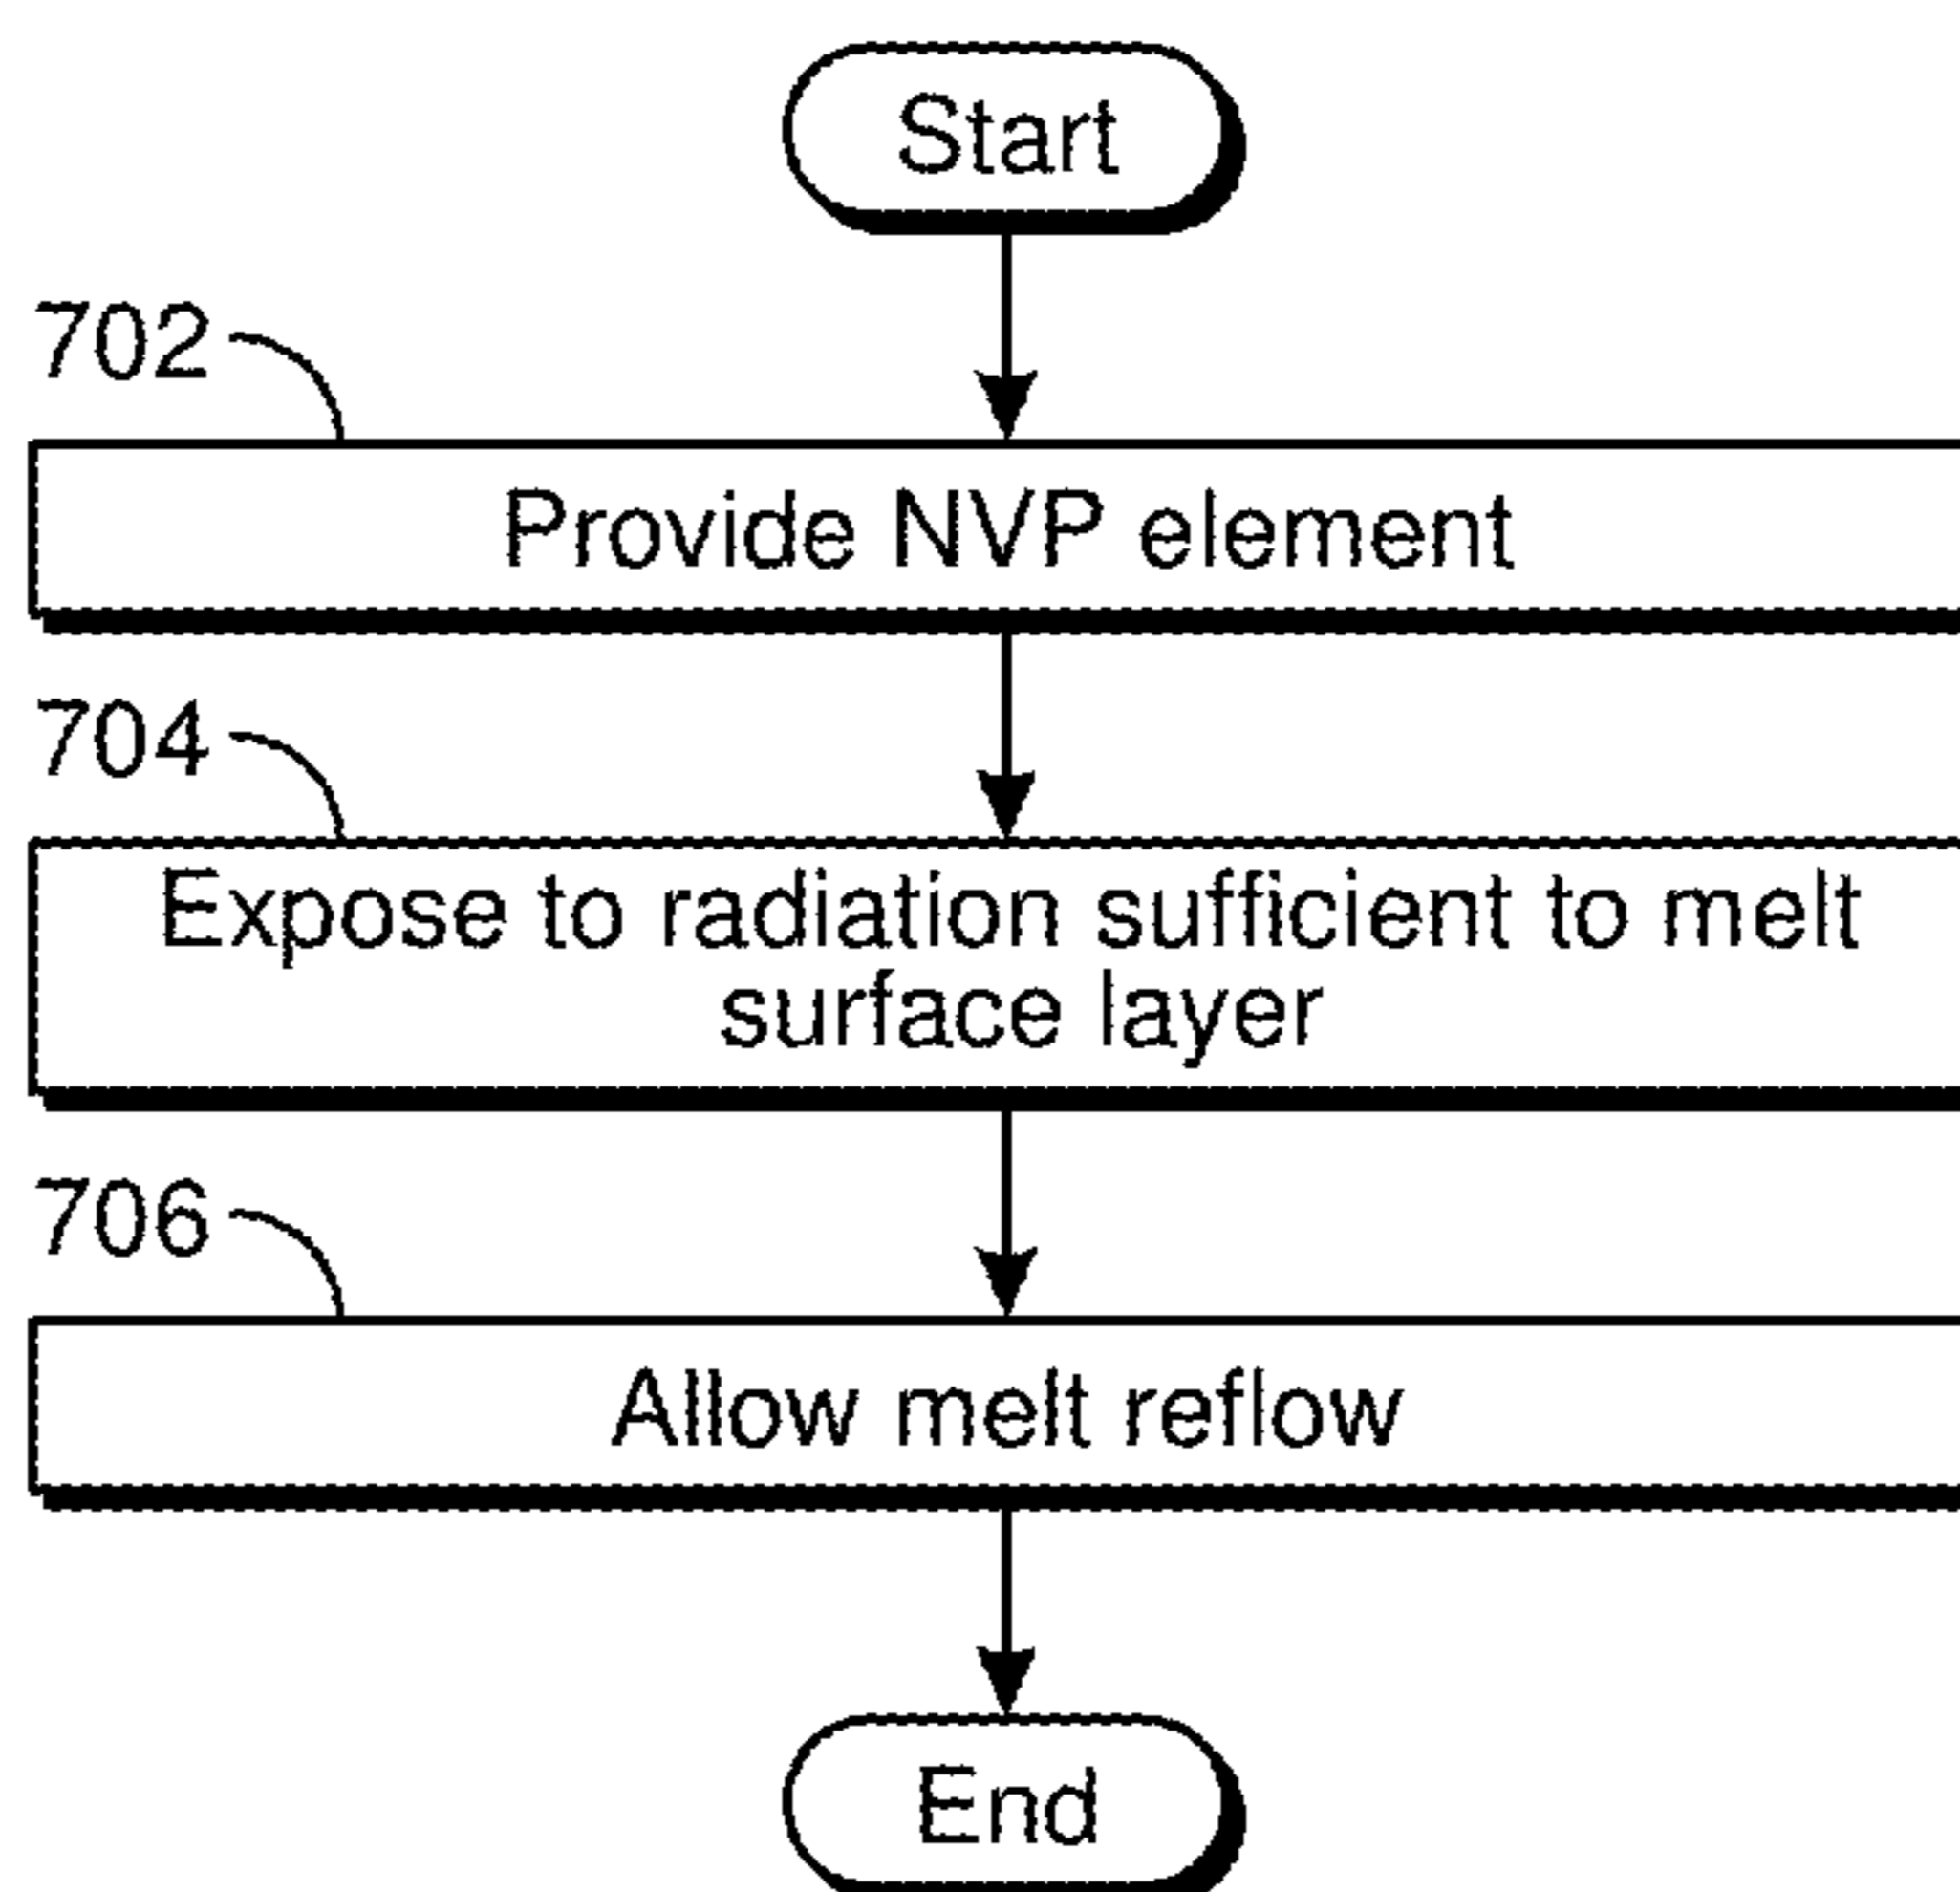 Start
702
Provide NVP element
704
Expose to radiation sufficient to melt
surface layer
706
Allow melt reflow
End